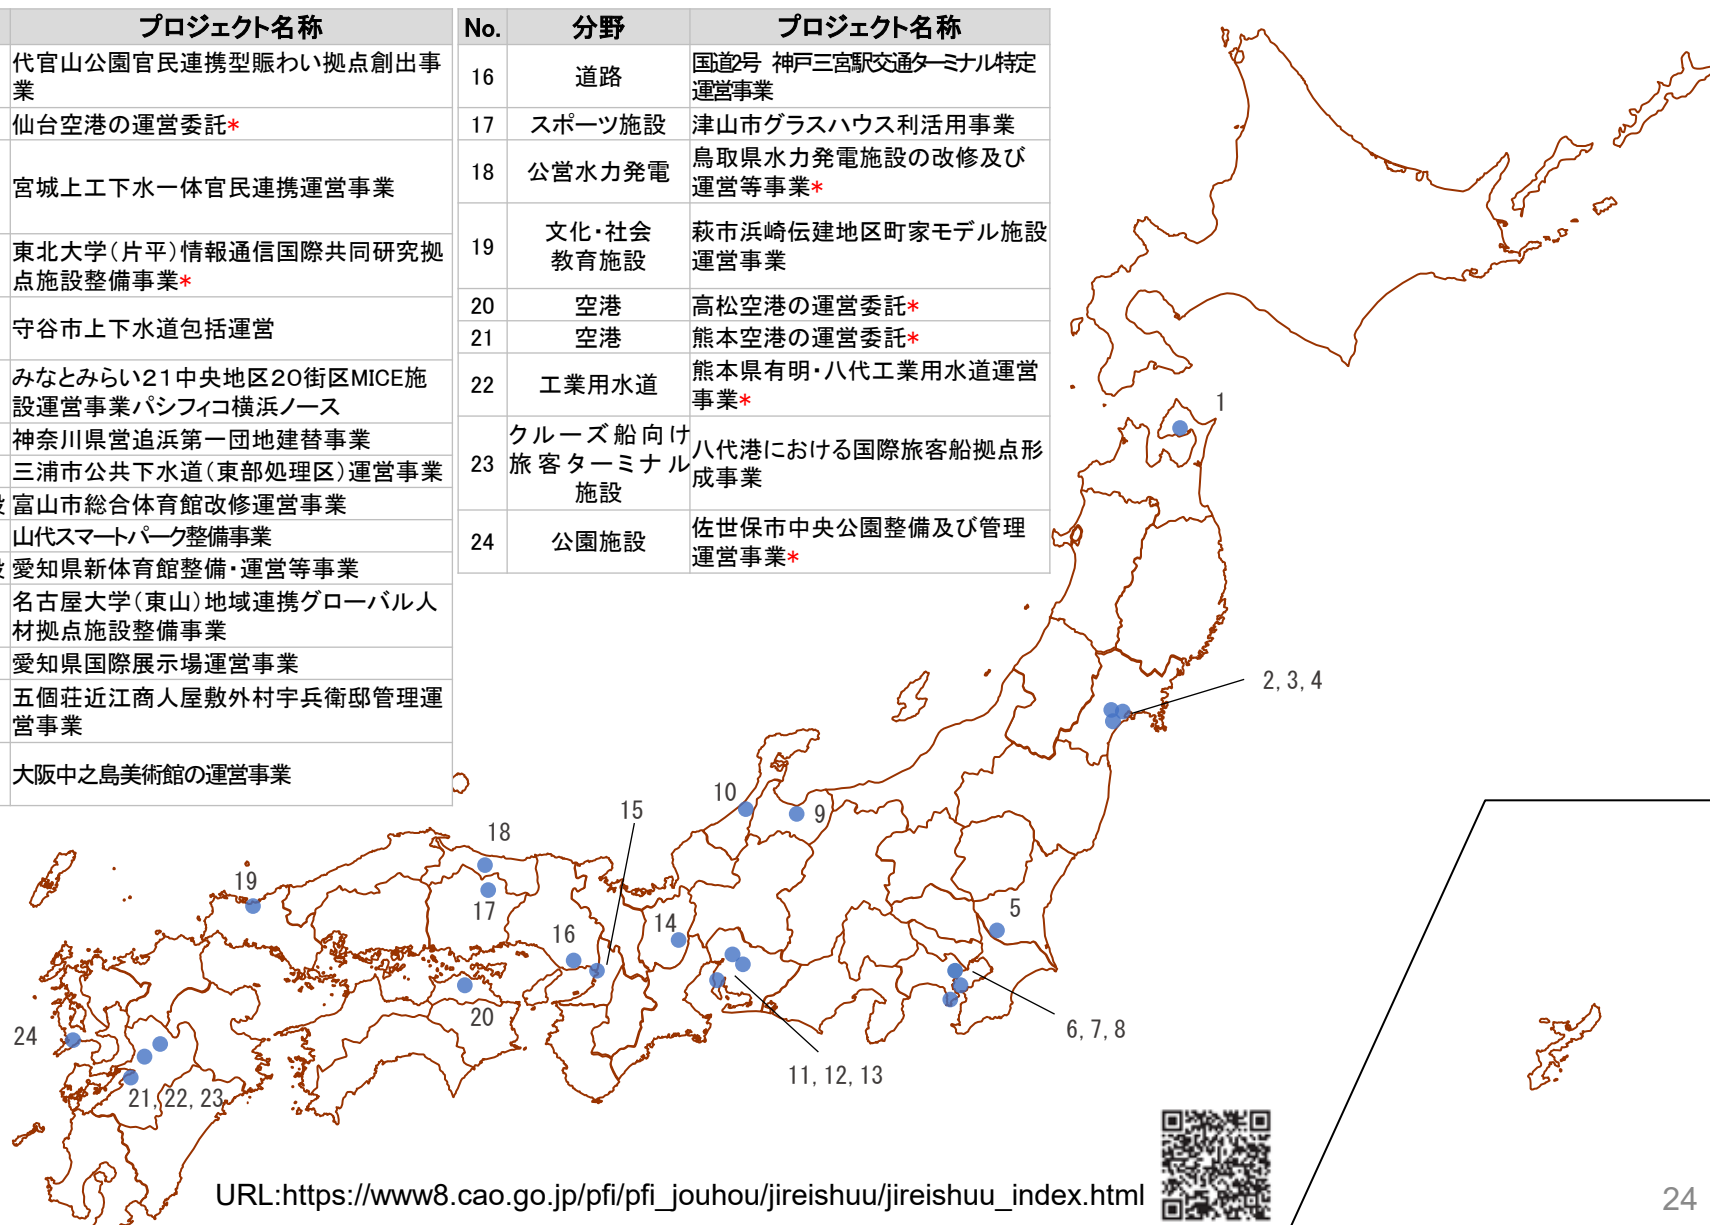 プロジェクト名称
代官山公園官民連携型賑わい拠点創出事
業
仙台空港の運営委託*
宮城上工下水一体官民連携運営事業
東北大学(片平)情報通信国際共同研究拠
点施設整備事業*
守谷市上下水道包括運営
みなとみらい21中央地区20街区MICE施
設運営事業パシフィコ横浜ノース
神奈川県営追浜第一団地建替事業
三浦市公共下水道(東部処理区)運営事業
富山市総合体育館改修運営事業
山代スマートパーク整備事業
愛知県新体育館整備・運営等事業
名古屋大学(東山)地域連携グローバル人
材拠点施設整備事業
愛知県国際展示場運営事業
五個荘近江商人屋敷外村宇兵衛邸管理運
営事業
大阪中之島美術館の運営事業
No. 分野 プロジェクト名称
16 道路 国道2号 神戸三宮駅交通ターミナル特定
運営事業
17 スポーツ施設 津山市グラスハウス利活用事業
18 公営水力発電 鳥取県水力発電施設の改修及び
運営等事業*
19 文化・社会
教育施設 萩市浜崎伝建地区町家モデル施設
運営事業
20 空港 高松空港の運営委託*
21 空港 熊本空港の運営委託*
22 工業用水道 熊本県有明・八代工業用水道運営
事業*
23 クルーズ船向け
旅客ターミナル
施設 八代港における国際旅客船拠点形
成事業
24 公園施設 佐世保市中央公園整備及び管理
運営事業*
1
2, 3, 4
10
9
15
18
19
17
16
14
5
20
24
6, 7, 8
11, 12, 13
21, 22, 23
URL:https://www8.cao.go.jp/pfi/pfi_jouhou/jireishuu/jireishuu_index.html
24